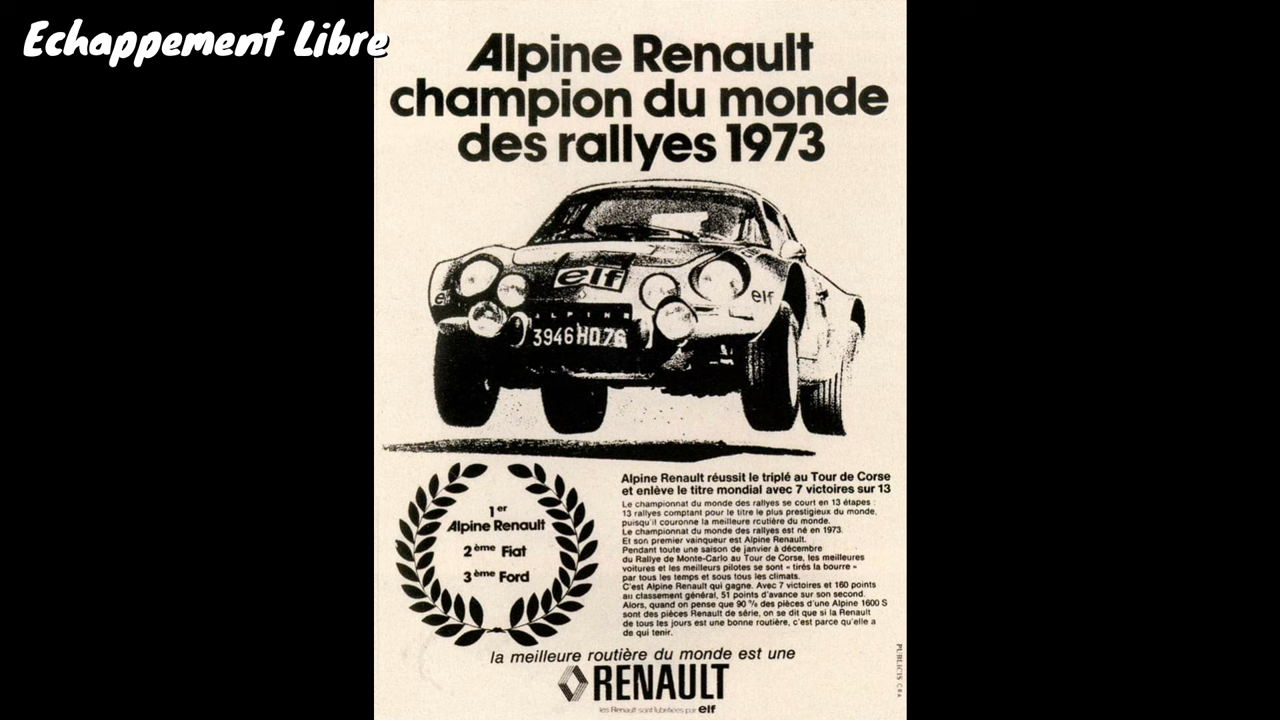 Echappement Libre
Alpine Renault
champion du monde
des rallyes 1973
elf
elf
ALPINE
3946 HD 76
1er
Alpine Renault
2ème Fiat
3ème Ford
Alpine Renault réussit le triplé au Tour de Corse
et enlève le titre mondial avec 7 victoires sur 13
Le championnat du monde des rallyes se court en 13 étapes :
13 rallyes comptant pour le titre le plus prestigieux du monde,
puisqu'il couronne la meilleure routière du monde.
Le championnat du monde des rallyes est né en 1973.
Et son premier vainqueur est Alpine Renault.
Pendant toute une saison de janvier à décembre
du Rallye de Monte-Carlo au Tour de Corse, les meilleures
voitures et les meilleurs pilotes se sont « tirés la bourre »
par tous les temps et sous tous les climats.
C'est Alpine Renault qui gagne. Avec 7 victoires et 160 points
au classement général, 51 points d'avance sur son second.
Alors, quand on pense que 90 % des pièces d'une Alpine 1600 S
sont des pièces Renault de série, on se dit que si la Renault
de tous les jours est une bonne routière, c'est parce qu'elle a
de qui tenir.
la meilleure routière du monde est une
RENAULT
les Renault sont lubrifiées par elf
PUBLICIS